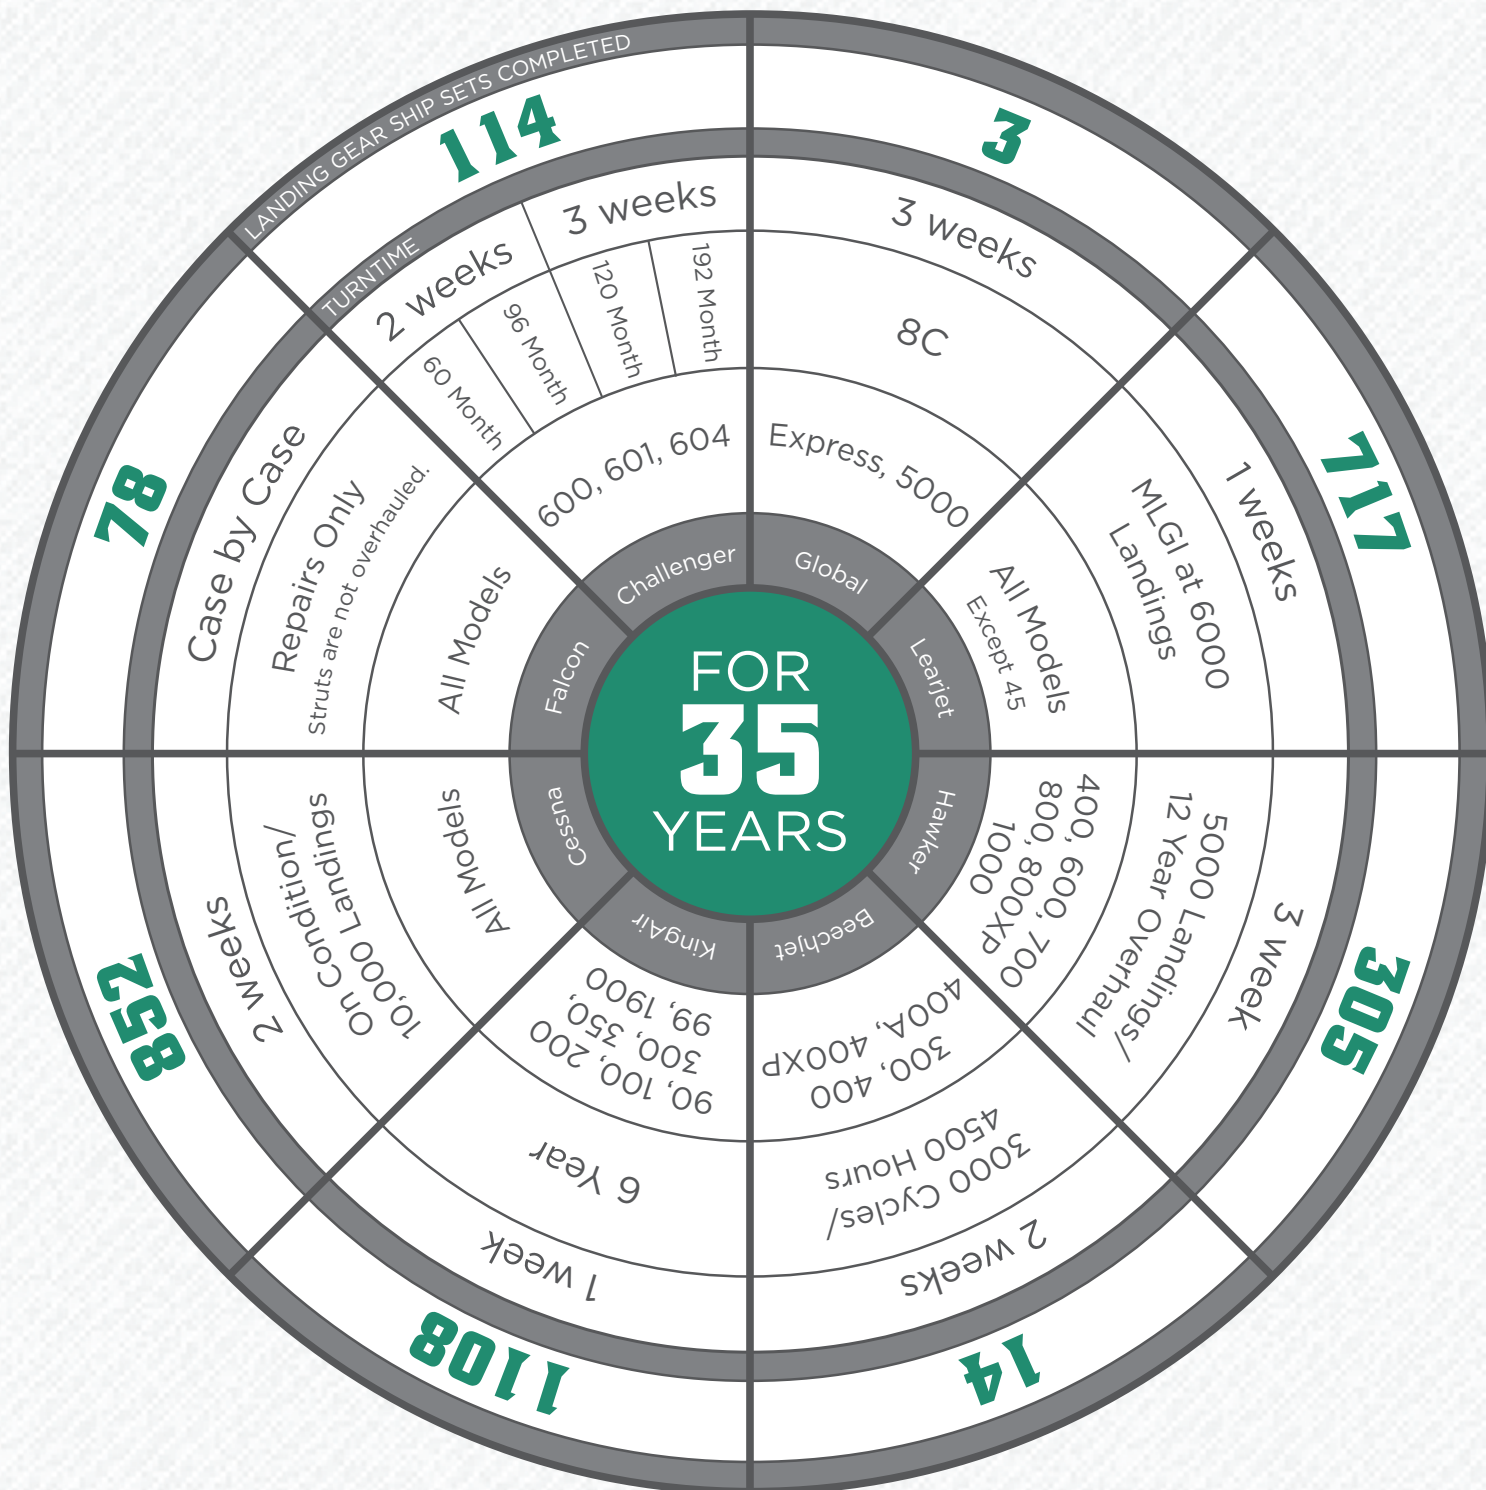 LANDING GEAR SHIP SETS COMPLETED
114
TURNTIME
2 weeks
3 weeks
60 Month
96 Month
120 Month
192 Month
600, 601, 604
Challenger
3
3 weeks
8C
Express, 5000
Global
717
1 weeks
MLGI at 6000
Landings
All Models
Except 45
Learjet
305
3 week
5000 Landings/
12 Year Overhaul
400, 600, 700
800, 800XP
1000
Hawker
14
2 weeks
3000 Cycles/
4500 Hours
300, 400
400A, 400XP
Beechjet
1108
1 week
6 Year
90, 100, 200
300, 350,
99, 1900
KingAir
852
2 weeks
On Condition/
10,000 Landings
All Models
Cessna
78
Case by Case
Repairs Only
Struts are not overhauled.
All Models
Falcon
FOR
35
YEARS